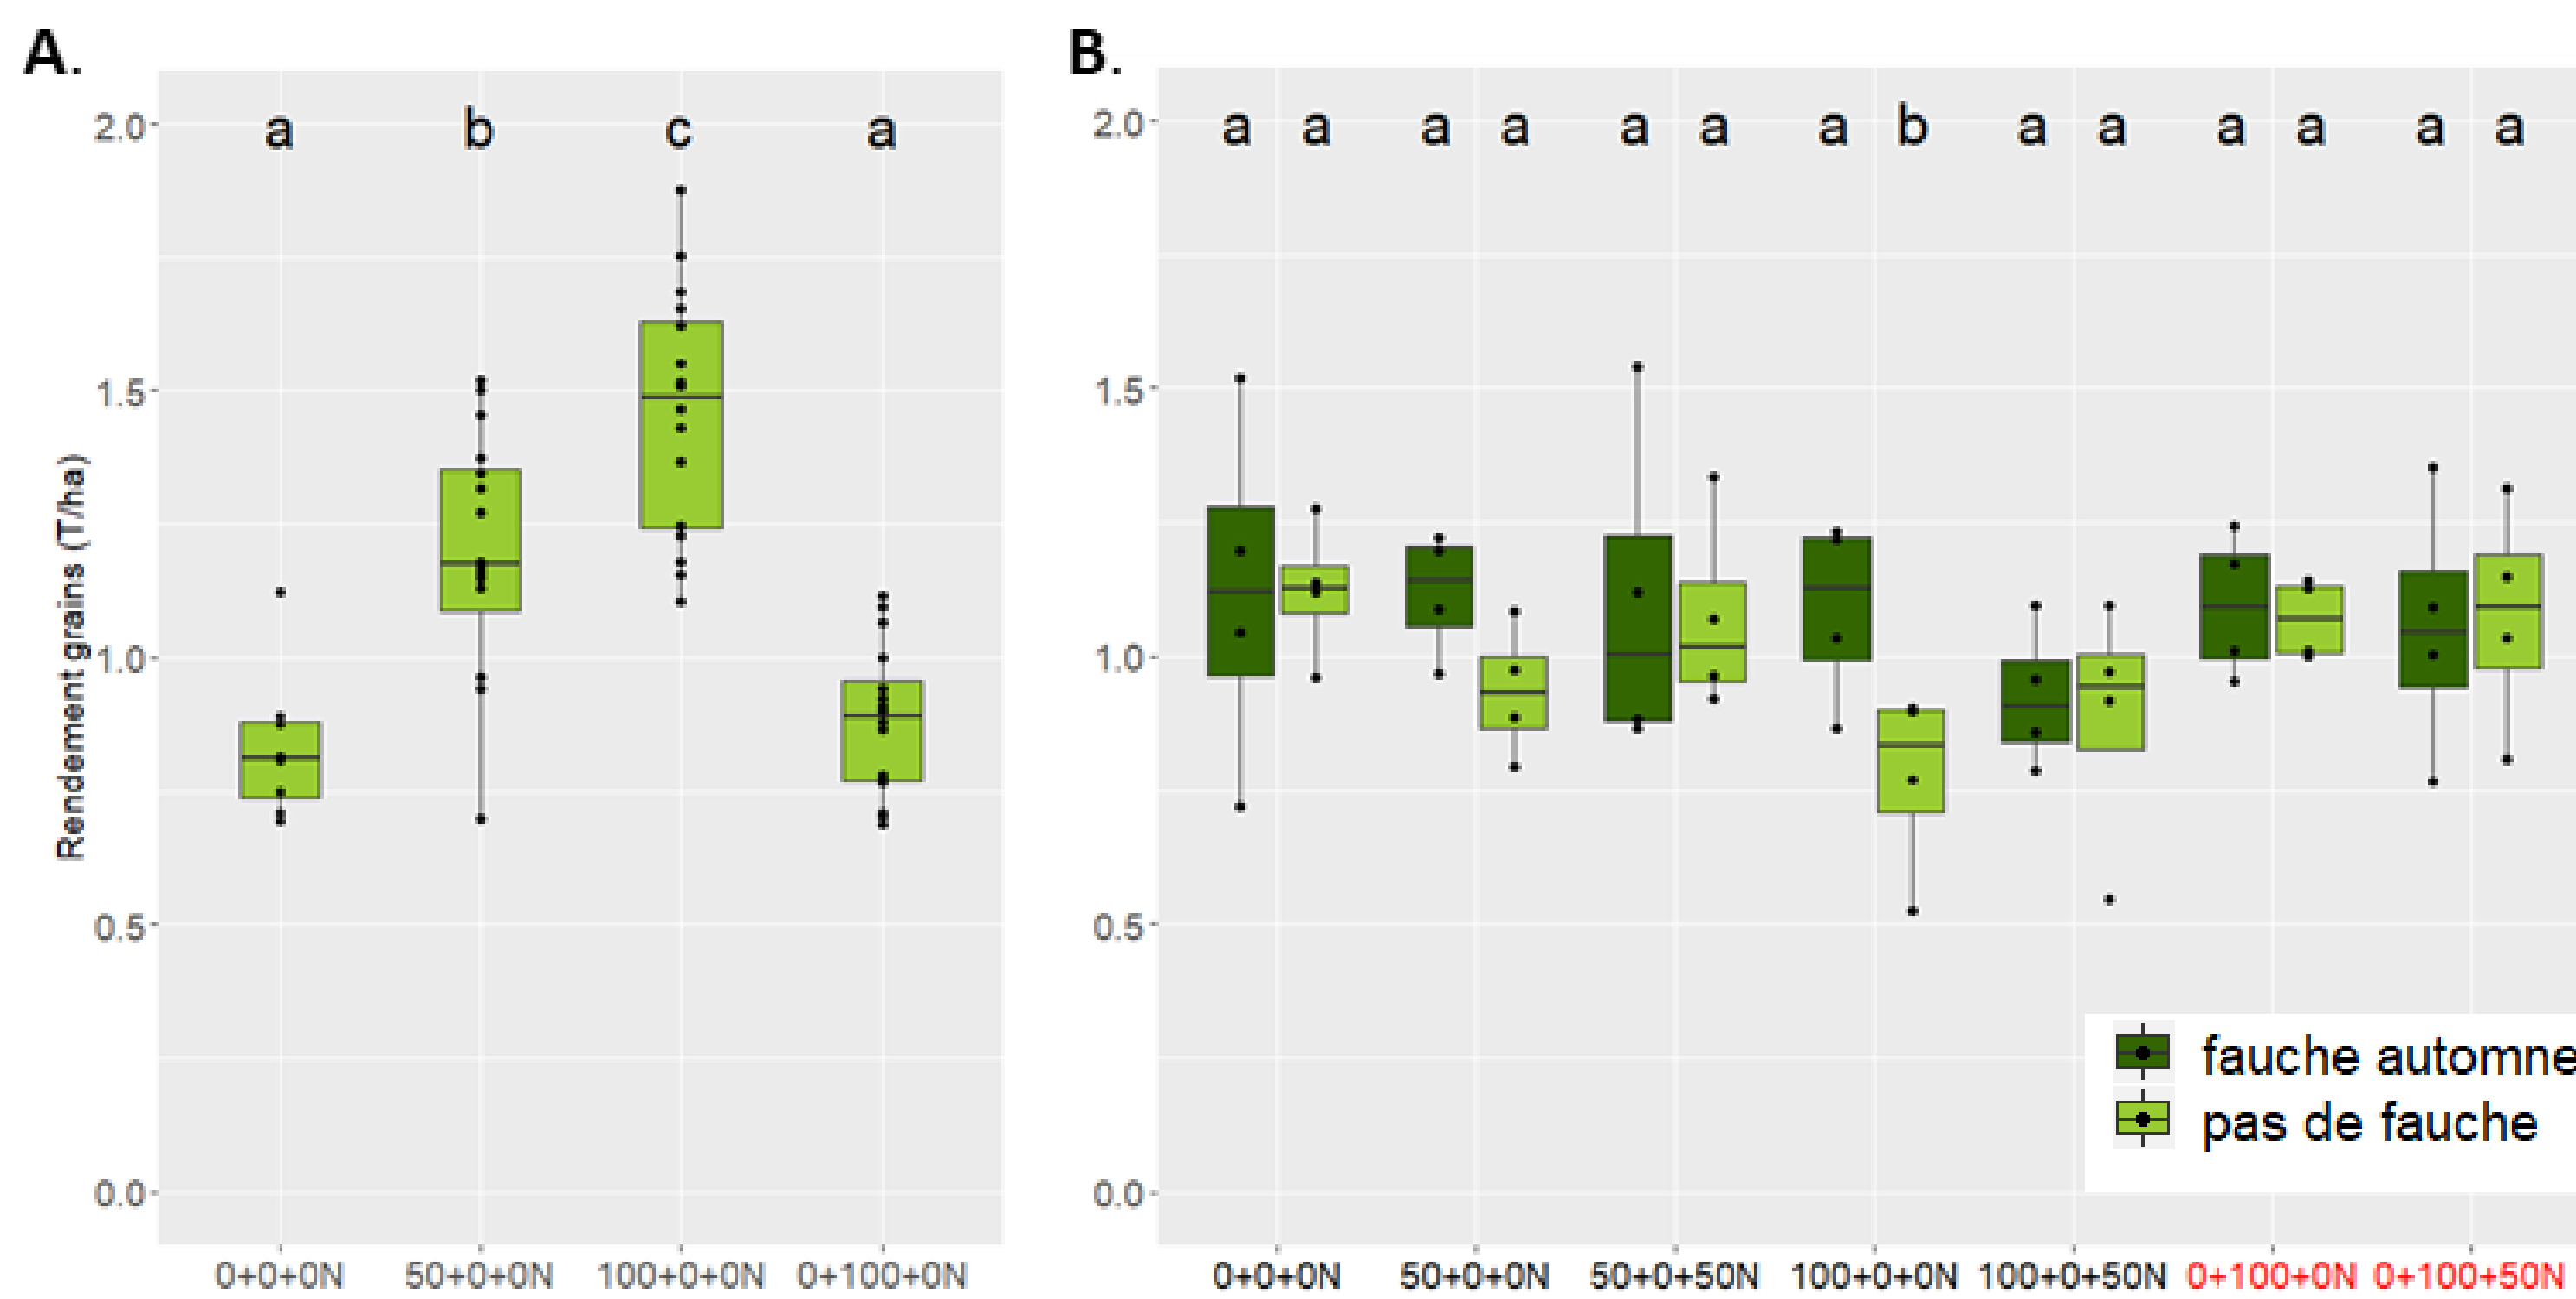 A.
Rendement grains (T/ha)
2.0
1.5
1.0
0.5
0.0
a b c a
0+0+0N 50+0+0N 100+0+0N 0+100+0N
B.
2.0
1.5
1.0
0.5
0.0
a a a a a a a b a a a a a a
fauche automne
pas de fauche
0+0+0N 50+0+0N 50+0+50N 100+0+0N 100+0+50N 0+100+0N 0+100+50N